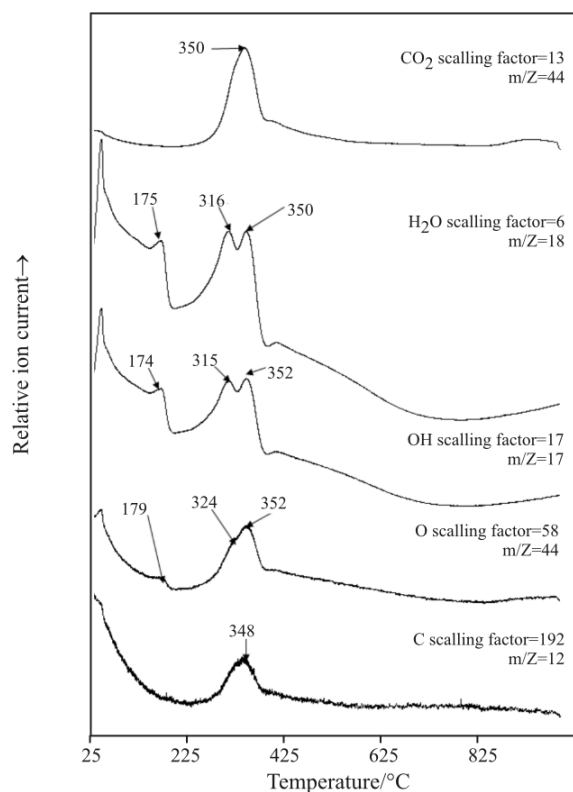 350
CO2 scalling factor=13
m/Z=44
175
316
350
H2O scalling factor=6
m/Z=18
Relative ion current→
174
315
352
OH scalling factor=17
m/Z=17
179
324
352
O scalling factor=58
m/Z=44
348
C scalling factor=192
m/Z=12
25
225
425
625
825
Temperature/°C